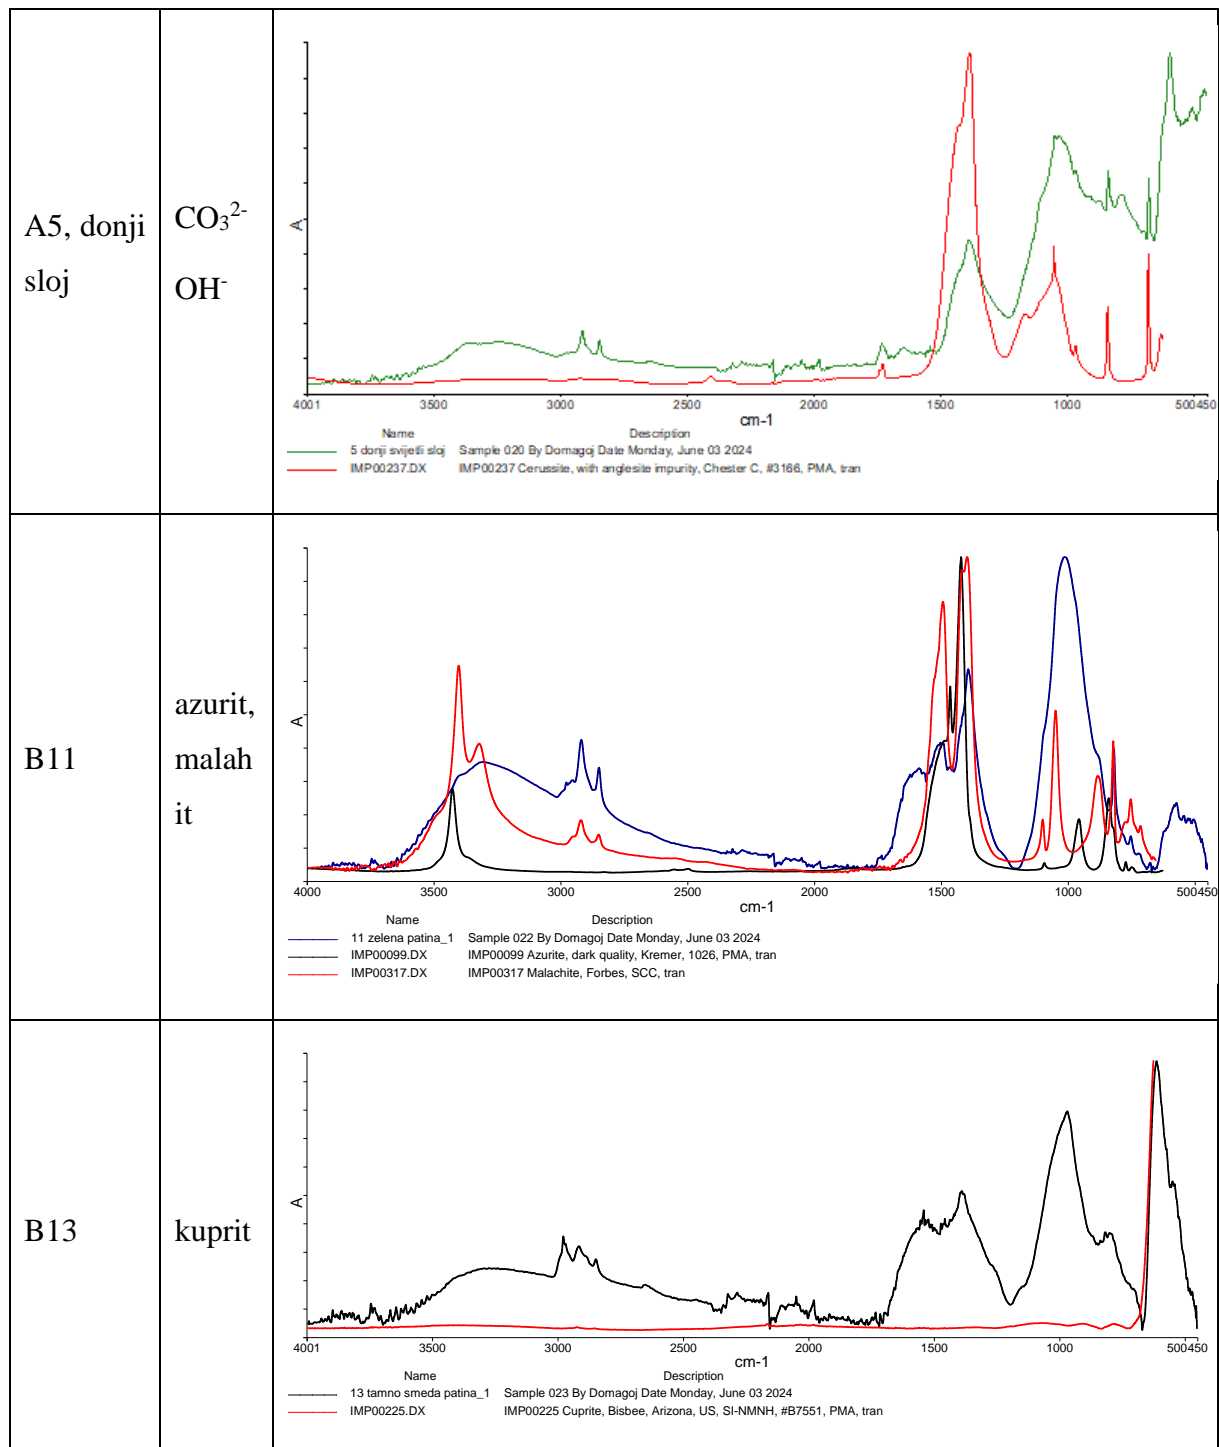 A5, donji
sloj
CO₃²⁻
OH⁻
A
4001 3500 3000 2500 2000 1500 1000 500450
cm-1
Name Description
5 donji svijetli sloj Sample 020 By Domagoj Date Monday, June 03 2024
IMP00237.DX IMP00237 Cerussite, with anglesite impurity, Chester C, #3166, PMA, tran
B11
azurit,
malah
it
A
4000 3500 3000 2500 2000 1500 1000 500450
cm-1
Name Description
11 zelena patina_1 Sample 022 By Domagoj Date Monday, June 03 2024
IMP00099.DX IMP00099 Azurite, dark quality, Kremer, 1026, PMA, tran
IMP00317.DX IMP00317 Malachite, Forbes, SCC, tran
B13
kuprit
A
4001 3500 3000 2500 2000 1500 1000 500450
cm-1
Name Description
13 tamno smeda patina_1 Sample 023 By Domagoj Date Monday, June 03 2024
IMP00225.DX IMP00225 Cuprite, Bisbee, Arizona, US, SI-NMNH, #B7551, PMA, tran